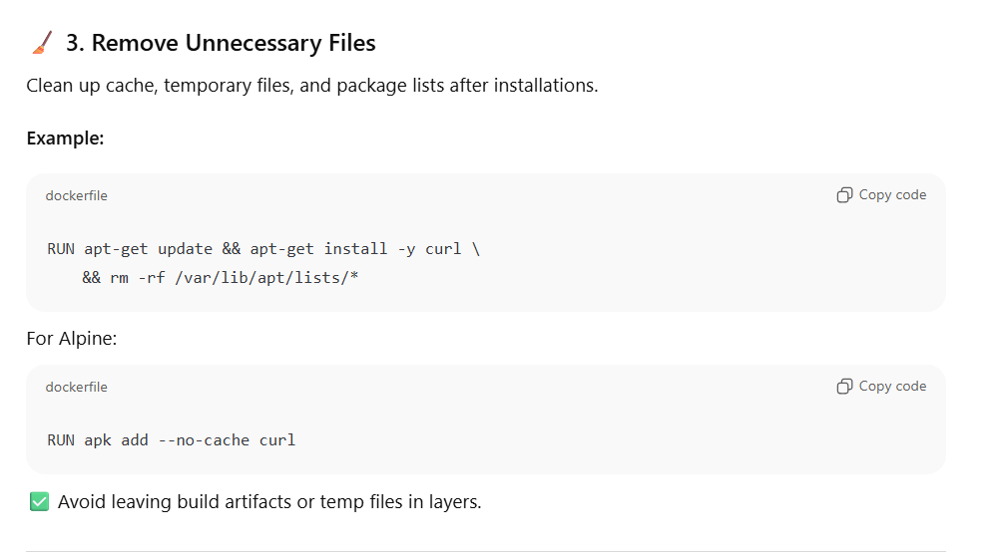 🧹 3. Remove Unnecessary Files
Clean up cache, temporary files, and package lists after installations.
Example:
dockerfile
Copy code
RUN apt-get update && apt-get install -y curl \
    && rm -rf /var/lib/apt/lists/*
For Alpine:
dockerfile
Copy code
RUN apk add --no-cache curl
✅ Avoid leaving build artifacts or temp files in layers.